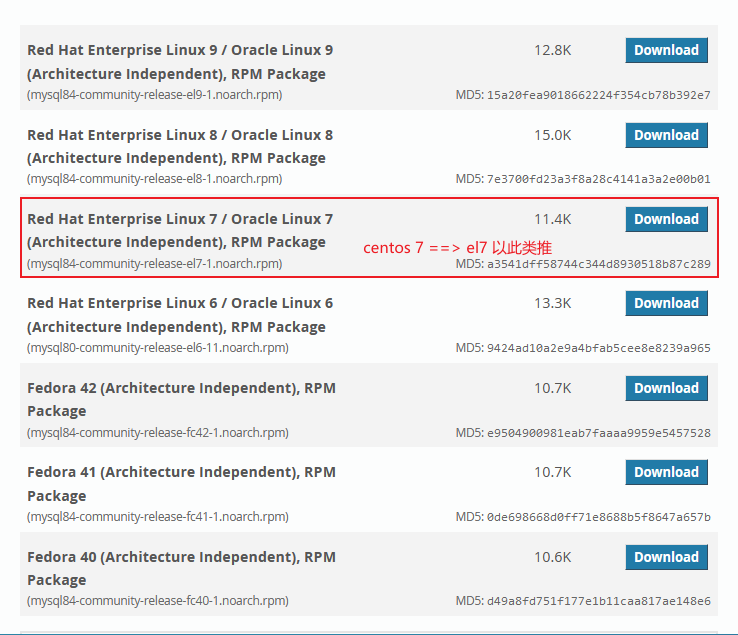 Red Hat Enterprise Linux 9 / Oracle Linux 9 12.8K Download
(Architecture Independent), RPM Package
(mysql84-community-release-el9-1.noarch.rpm) MD5: 15a20fea9018662224f354cb78b392e7
Red Hat Enterprise Linux 8 / Oracle Linux 8 15.0K Download
(Architecture Independent), RPM Package
(mysql84-community-release-el8-1.noarch.rpm) MD5: 7e3700fd23a3f8a28c4141a3a2e00b01
Red Hat Enterprise Linux 7 / Oracle Linux 7 11.4K Download
(Architecture Independent), RPM Package
centos 7 ==> el7 以此类推
(mysql84-community-release-el7-1.noarch.rpm) MD5: a3541dff58744c344d8930518b87c289
Red Hat Enterprise Linux 6 / Oracle Linux 6 13.3K Download
(Architecture Independent), RPM Package
(mysql80-community-release-el6-11.noarch.rpm) MD5: 9424ad10a2e9a4bfab5cee8e8239a965
Fedora 42 (Architecture Independent), RPM 10.7K Download
Package
(mysql84-community-release-fc42-1.noarch.rpm) MD5: e9504900981eab7faaaa9959e5457528
Fedora 41 (Architecture Independent), RPM 10.7K Download
Package
(mysql84-community-release-fc41-1.noarch.rpm) MD5: 0de698668d0ff71e8688b5f8647a657b
Fedora 40 (Architecture Independent), RPM 10.6K Download
Package
(mysql84-community-release-fc40-1.noarch.rpm) MD5: d49a8fd751f177e1b11caa817ae148e6